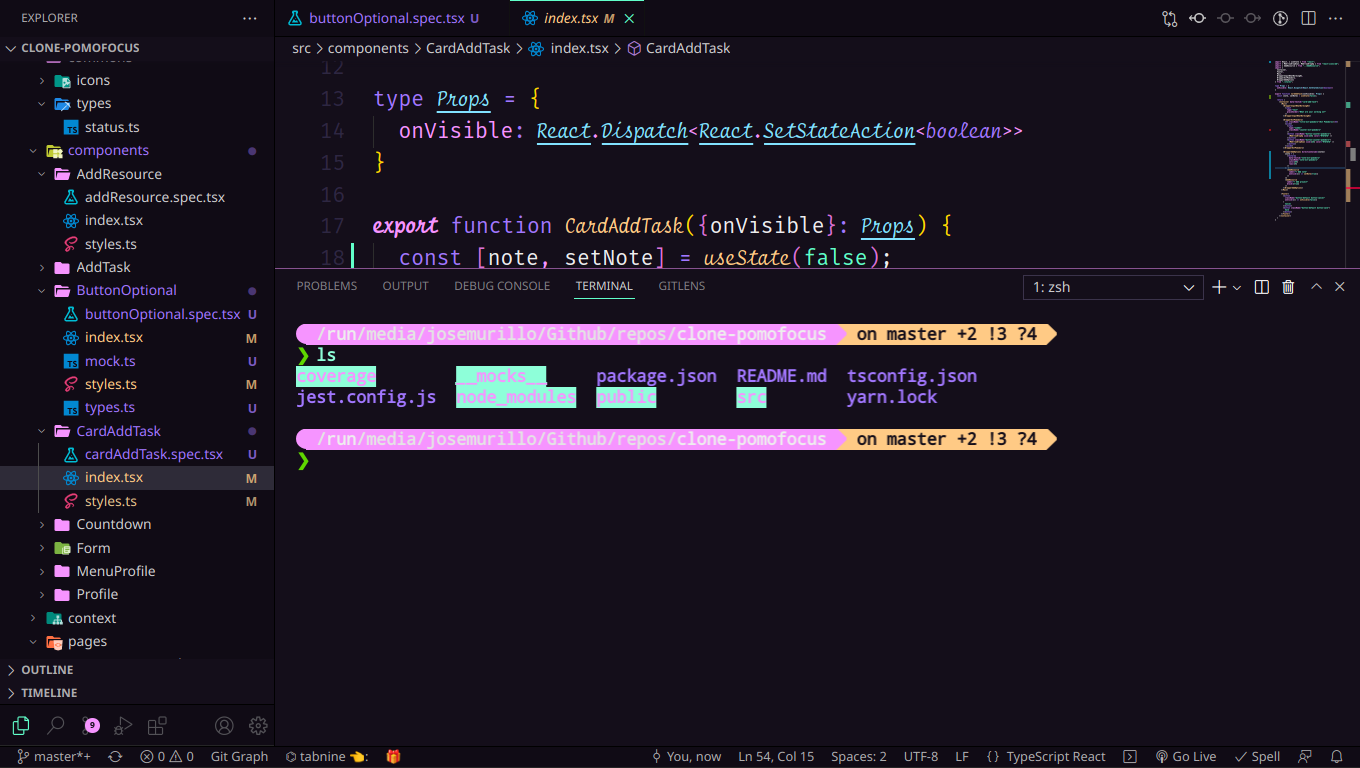 EXPLORER
CLONE-POMOFOCUS
commons
icons
types
status.ts
components
AddResource
addResource.spec.tsx
index.tsx
styles.ts
AddTask
ButtonOptional
buttonOptional.spec.tsx U
index.tsx M
mock.ts U
styles.ts M
types.ts U
CardAddTask
cardAddTask.spec.tsx U
index.tsx M
styles.ts M
Countdown
Form
MenuProfile
Profile
context
pages
OUTLINE
TIMELINE
9
buttonOptional.spec.tsx U
index.tsx M
src > components > CardAddTask > index.tsx > CardAddTask
12
13 type Props = {
14 onVisible: React.Dispatch<React.SetStateAction<boolean>>
15 }
16
17 export function CardAddTask({onVisible}: Props) {
18 const [note, setNote] = useState(false);
PROBLEMS OUTPUT DEBUG CONSOLE TERMINAL GITLENS
1: zsh
/run/media/josemurillo/Github/repos/clone-pomofocus on master +2 !3 ?4
❯ ls
coverage __mocks__ package.json README.md tsconfig.json
jest.config.js node_modules public src yarn.lock
/run/media/josemurillo/Github/repos/clone-pomofocus on master +2 !3 ?4
❯
master*+ 0 0 Git Graph tabnine 👈: 🎁 You, now Ln 54, Col 15 Spaces: 2 UTF-8 LF {} TypeScript React Go Live Spell